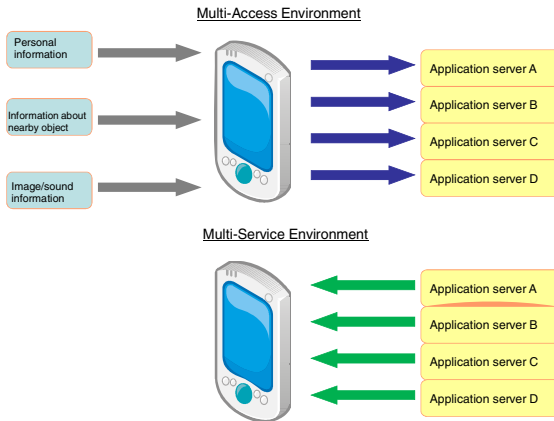 Multi-Access Environment
Personal
information
Information about
nearby object
Image/sound
information
Application server A
Application server B
Application server C
Application server D
Multi-Service Environment
Application server A
Application server B
Application server C
Application server D